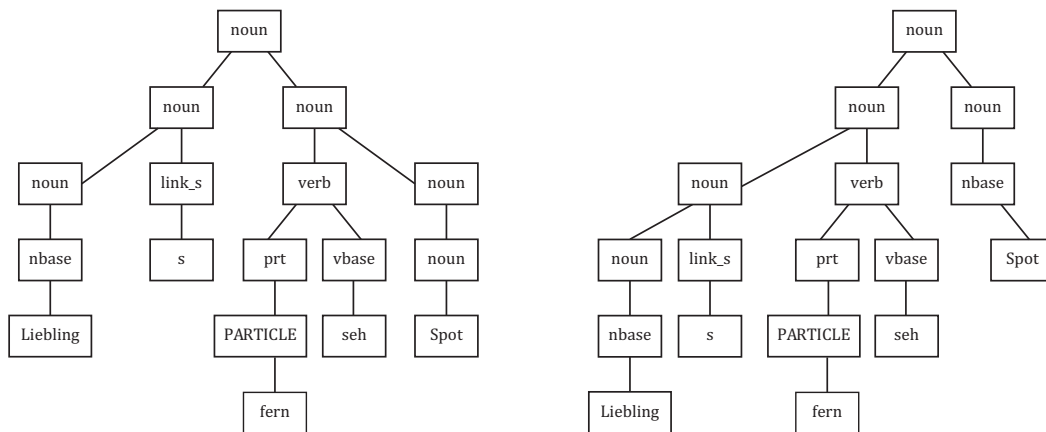 noun
noun noun
noun link_s verb noun
nbase s prt vbase noun
Liebling PARTICLE seh Spot
fern
noun
noun noun
noun verb nbase
noun link_s prt vbase Spot
nbase s PARTICLE seh
Liebling fern